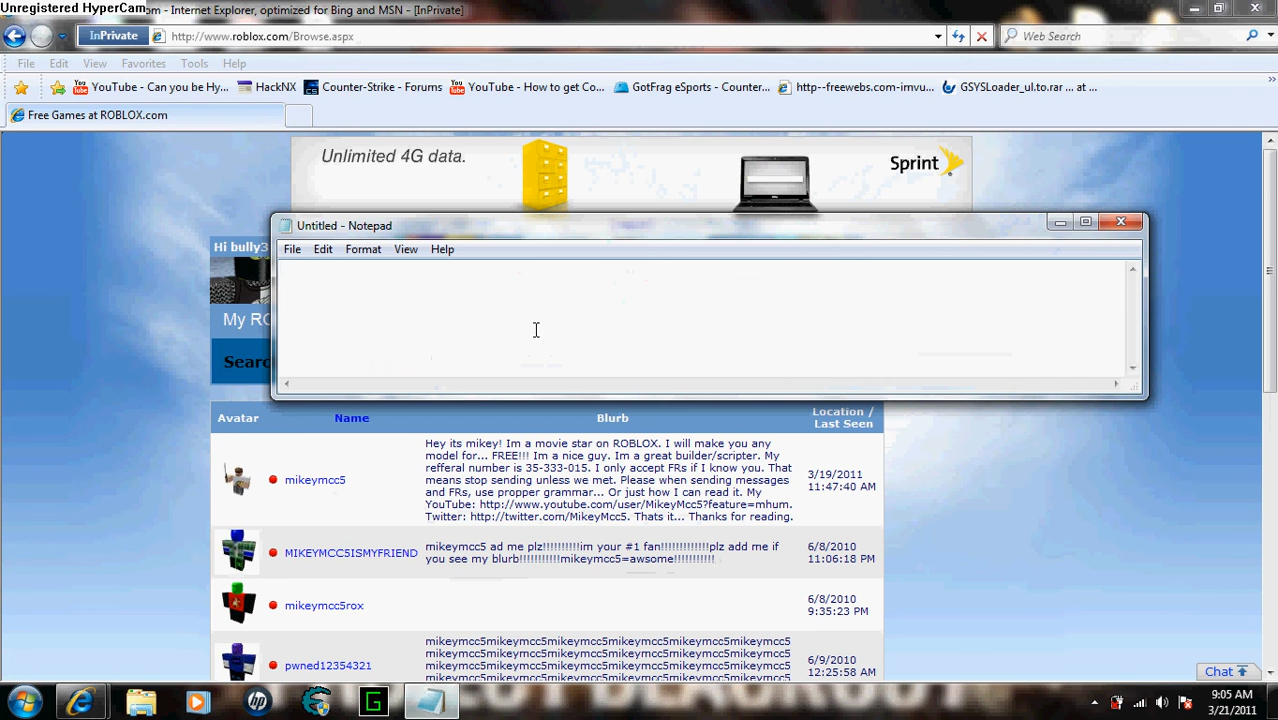 Unregistered HyperCam
om - Internet Explorer, optimized for Bing and MSN - [InPrivate]
InPrivate
http://www.roblox.com/Browse.aspx
Web Search
File Edit View Favorites Tools Help
YouTube - Can you be Hy...
HackNX
Counter-Strike - Forums
YouTube - How to get Co...
GotFrag eSports - Counter...
http--freewebs.com-imvu...
GSYSLoader_ul.to.rar ... at ...
Free Games at ROBLOX.com
Unlimited 4G data.
Sprint
Untitled - Notepad
Hi bully3
File Edit Format View Help
My RO
Searc
Avatar Name Blurb Location / Last Seen
Hey its mikey! Im a movie star on ROBLOX. I will make you any
model for... FREE!!! Im a nice guy. Im a great builder/scripter. My
refferal number is 35-333-015. I only accept FRs if I know you. That
means stop sending unless we met. Please when sending messages
and FRs, use propper grammar... Or just how I can read it. My
YouTube: http://www.youtube.com/user/MikeyMcc5?feature=mhum.
Twitter: http://twitter.com/MikeyMcc5. Thats it... Thanks for reading.
mikeymcc5
3/19/2011
11:47:40 AM
MIKEYMCC5ISMYFRIEND
mikeymcc5 ad me plz!!!!!!!!!!im your #1 fan!!!!!!!!!!!!!plz add me if
you see my blurb!!!!!!!!!!!mikeymcc5=awsome!!!!!!!!!!!
6/8/2010
11:06:18 PM
mikeymcc5rox
6/8/2010
9:35:23 PM
pwned12354321
mikeymcc5mikeymcc5mikeymcc5mikeymcc5mikeymcc5mikeymcc5
mikeymcc5mikeymcc5mikeymcc5mikeymcc5mikeymcc5mikeymcc5
mikeymcc5mikeymcc5mikeymcc5mikeymcc5mikeymcc5mikeymcc5
6/9/2010
12:25:58 AM
Chat
hp
G
9:05 AM
3/21/2011